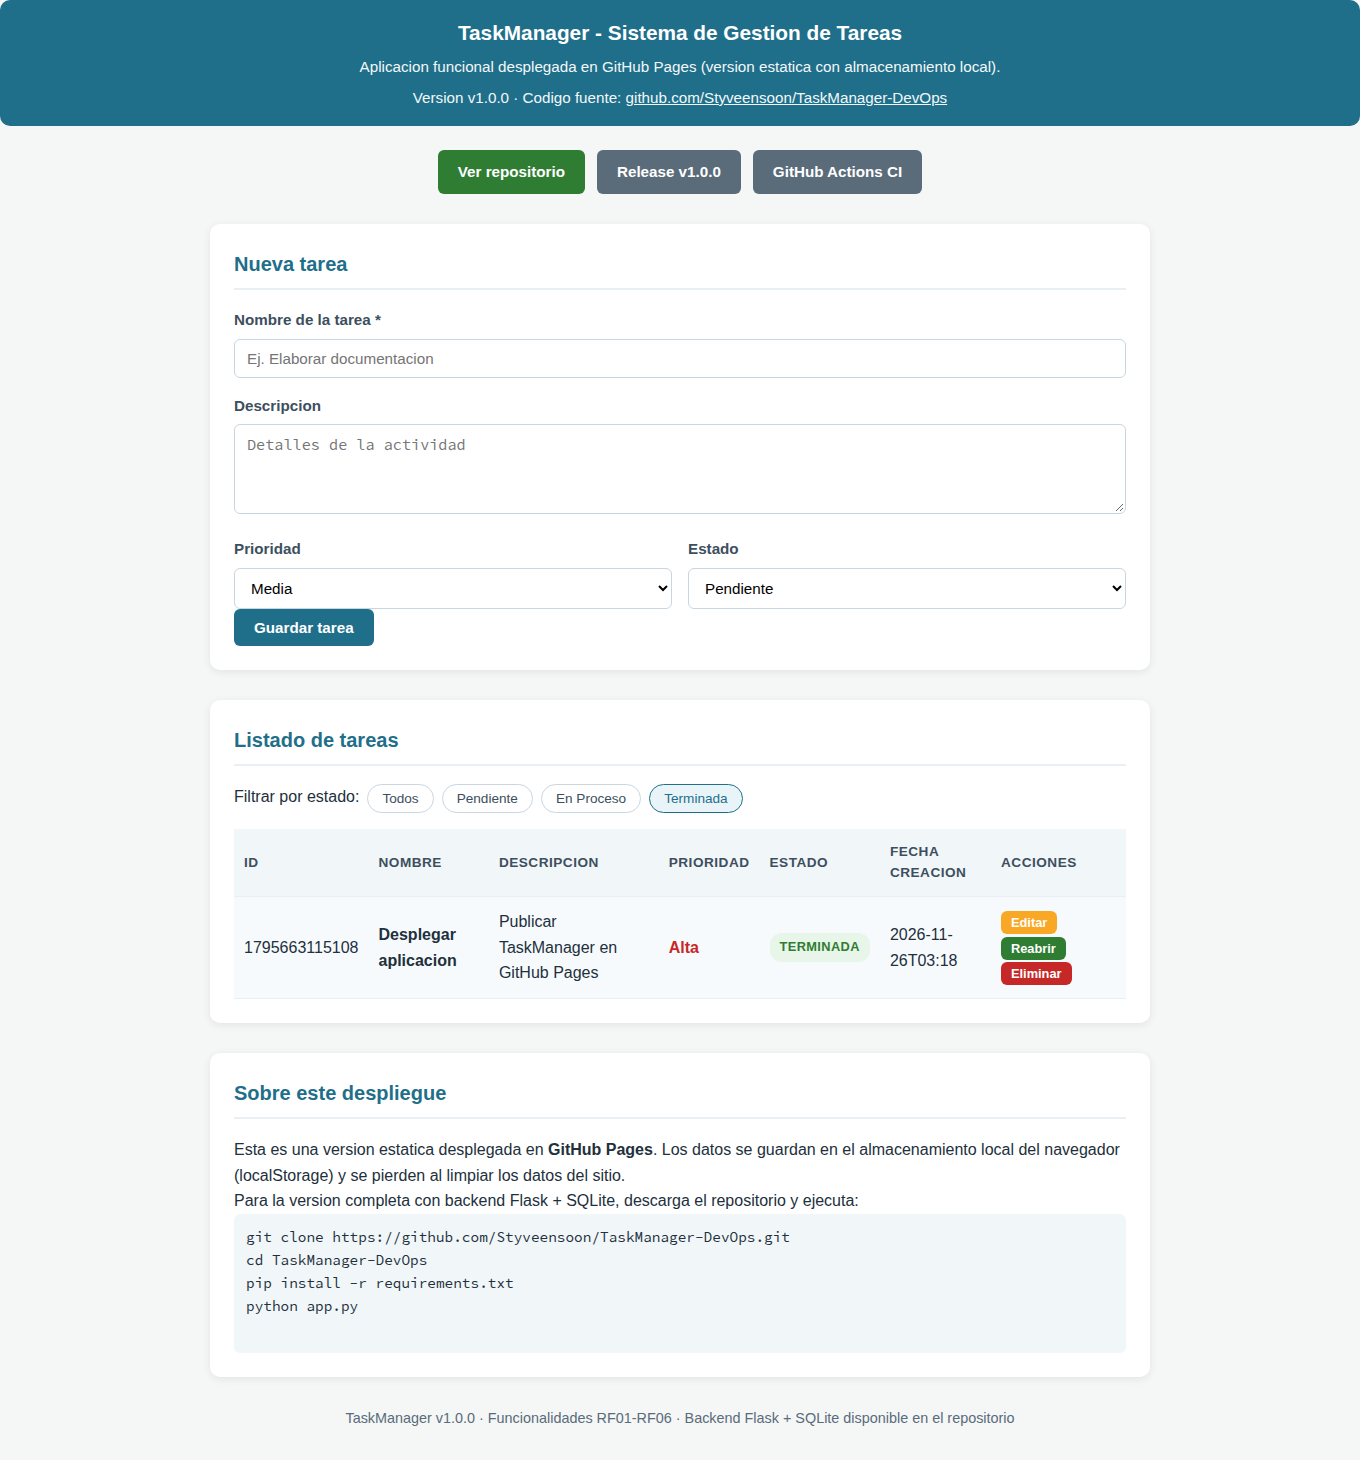 TaskManager - Sistema de Gestion de Tareas
Aplicacion funcional desplegada en GitHub Pages (version estatica con almacenamiento local).
Version v1.0.0 · Codigo fuente: github.com/Styveensoon/TaskManager-DevOps
Ver repositorio Release v1.0.0 GitHub Actions CI
Nueva tarea
Nombre de la tarea *
Ej. Elaborar documentacion
Descripcion
Detalles de la actividad
Prioridad Estado
Media Pendiente
Guardar tarea
Listado de tareas
Filtrar por estado: Todos Pendiente En Proceso Terminada
ID NOMBRE DESCRIPCION PRIORIDAD ESTADO FECHA CREACION ACCIONES
1795663115108
Desplegar
aplicacion
Publicar
TaskManager en
GitHub Pages
Alta
TERMINADA
2026-11-
26T03:18
Editar
Reabrir
Eliminar
Sobre este despliegue
Esta es una version estatica desplegada en GitHub Pages. Los datos se guardan en el almacenamiento local del navegador
(localStorage) y se pierden al limpiar los datos del sitio.
Para la version completa con backend Flask + SQLite, descarga el repositorio y ejecuta:
git clone https://github.com/Styveensoon/TaskManager-DevOps.git
cd TaskManager-DevOps
pip install -r requirements.txt
python app.py
TaskManager v1.0.0 · Funcionalidades RF01-RF06 · Backend Flask + SQLite disponible en el repositorio